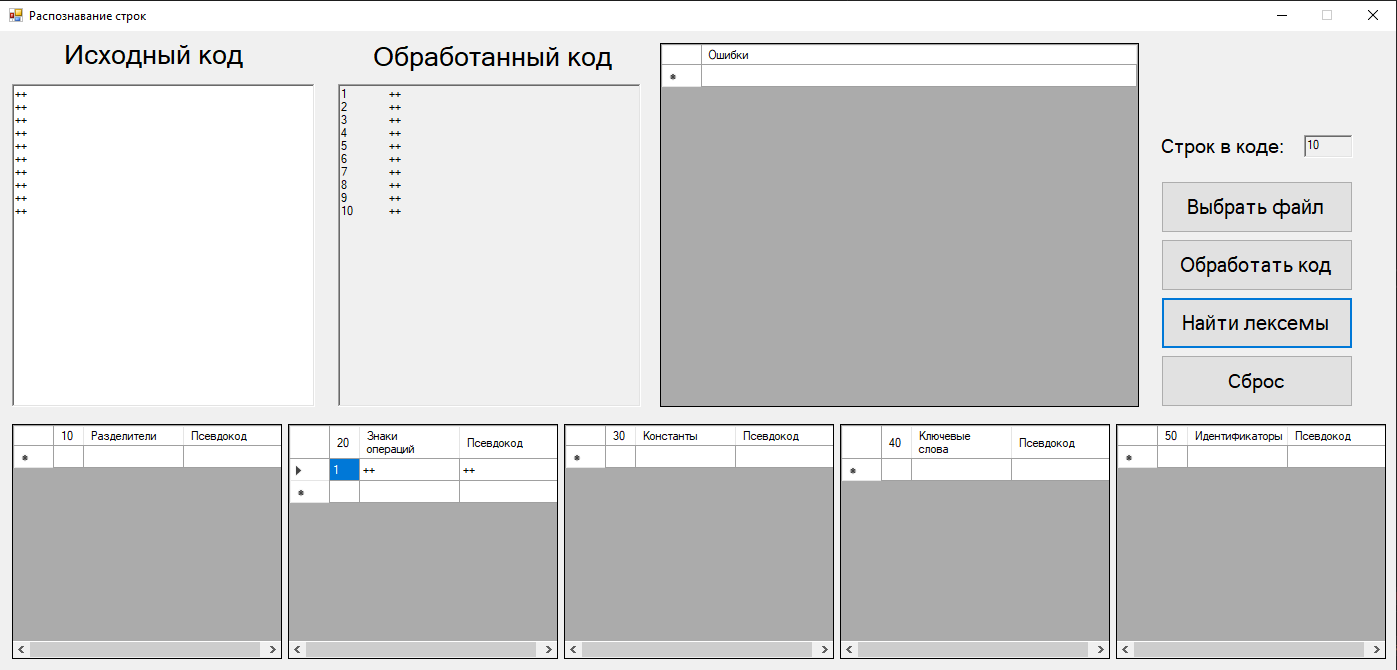 Распознавание строк
Исходный код
++
++
++
++
++
++
++
++
++
++
Обработанный код
1 ++
2 ++
3 ++
4 ++
5 ++
6 ++
7 ++
8 ++
9 ++
10 ++
Ошибки
Строк в коде: 10
Выбрать файл
Обработать код
Найти лексемы
Сброс
10 Разделители Псевдокод
20 Знаки
операций Псевдокод
1 ++ ++
30 Константы Псевдокод
40 Ключевые
слова Псевдокод
50 Идентификаторы Псевдокод